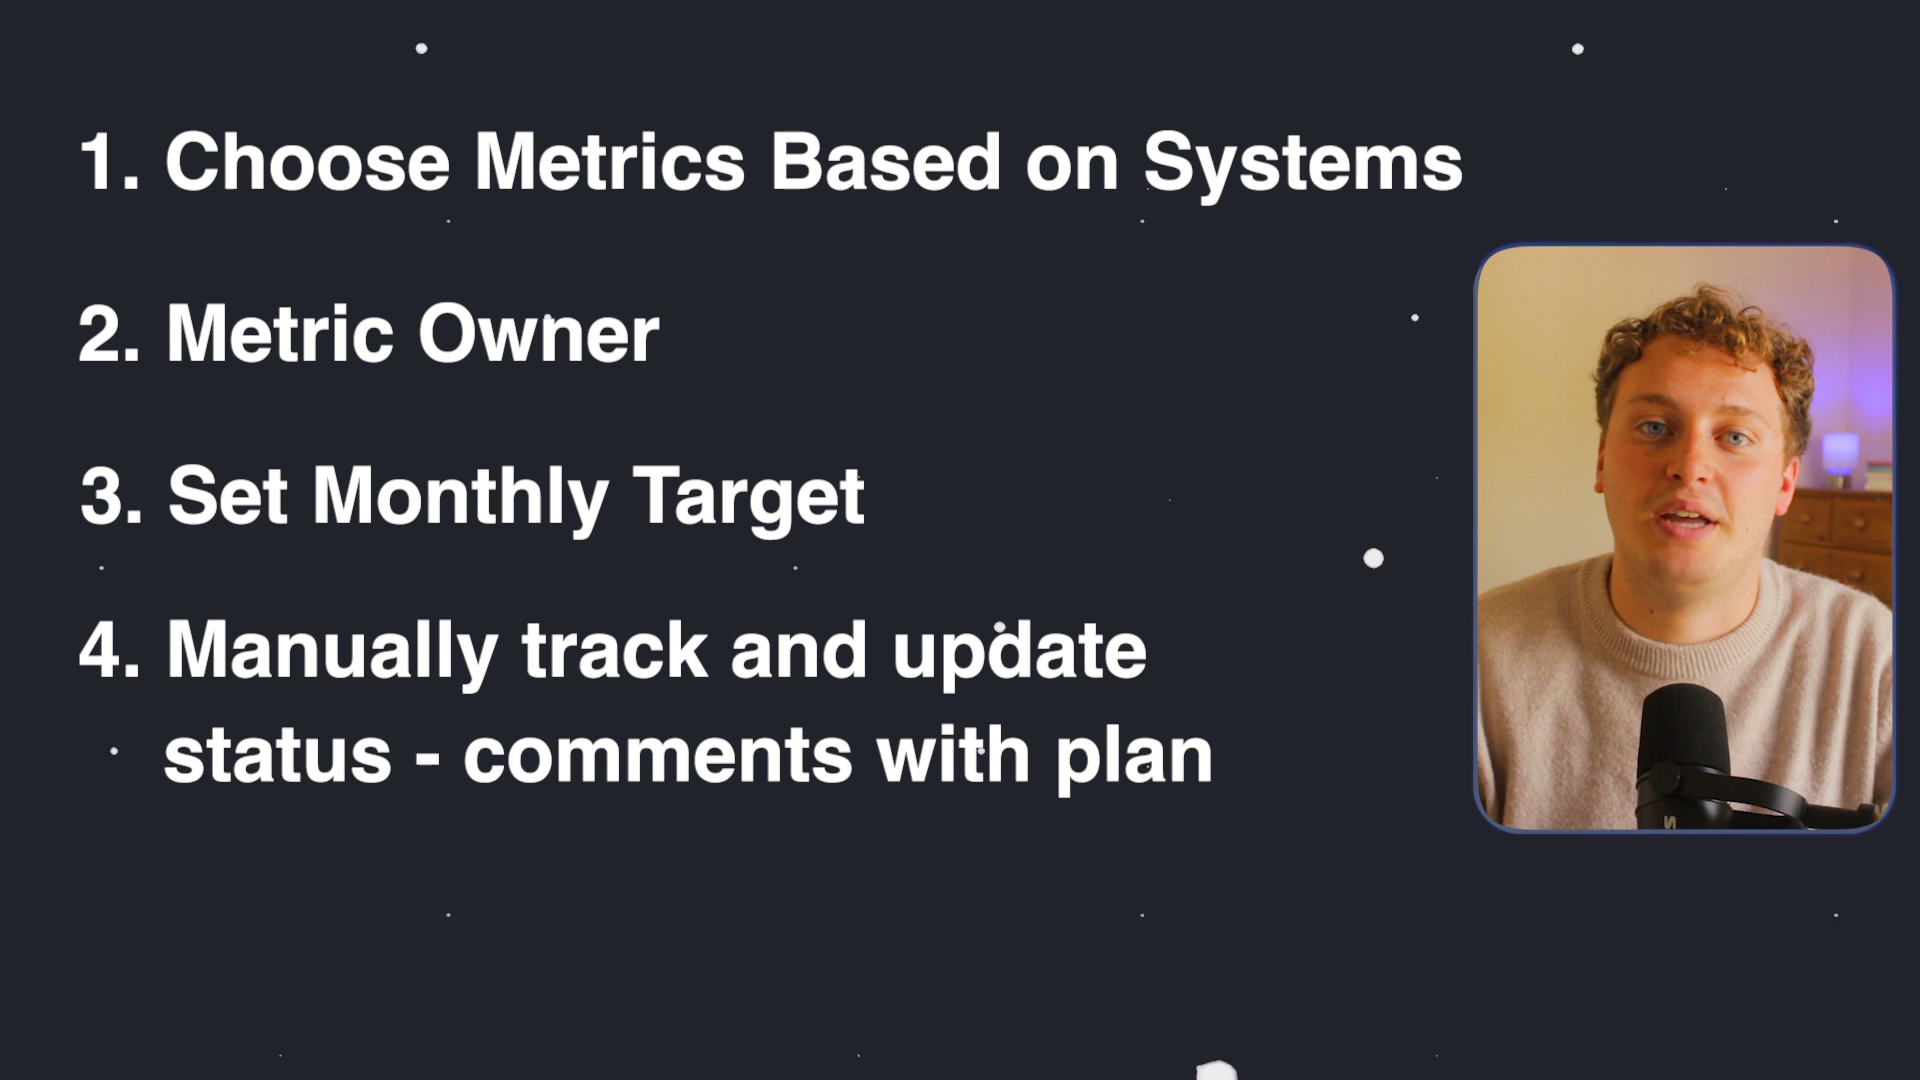 1. Choose Metrics Based on Systems
2. Metric Owner
3. Set Monthly Target
4. Manually track and update
status - comments with plan